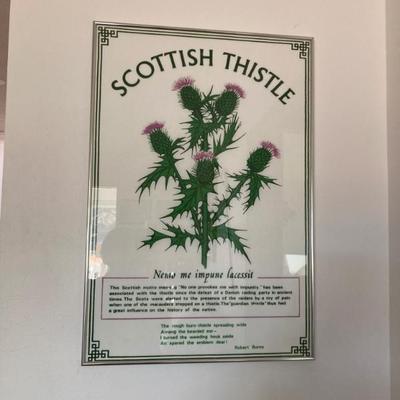 SCOTTISH THISTLE
Nemo me impune lacessit
This Scottish motto meaning "No one provokes me with impunity," has been
associated with the thistle since the defeat of a Danish raiding party in ancient
times. The Scots were alerted to the presence of the raiders by a cry of pain
when one of the marauders stepped on a thistle. The "guardian thistle" thus had
a great influence on the history of the nation.
The rough burr-thistle spreading wide
Amang the bearded bear
I turned the weeding heuk aside
An' spared the emblem dear!
Robert Burns